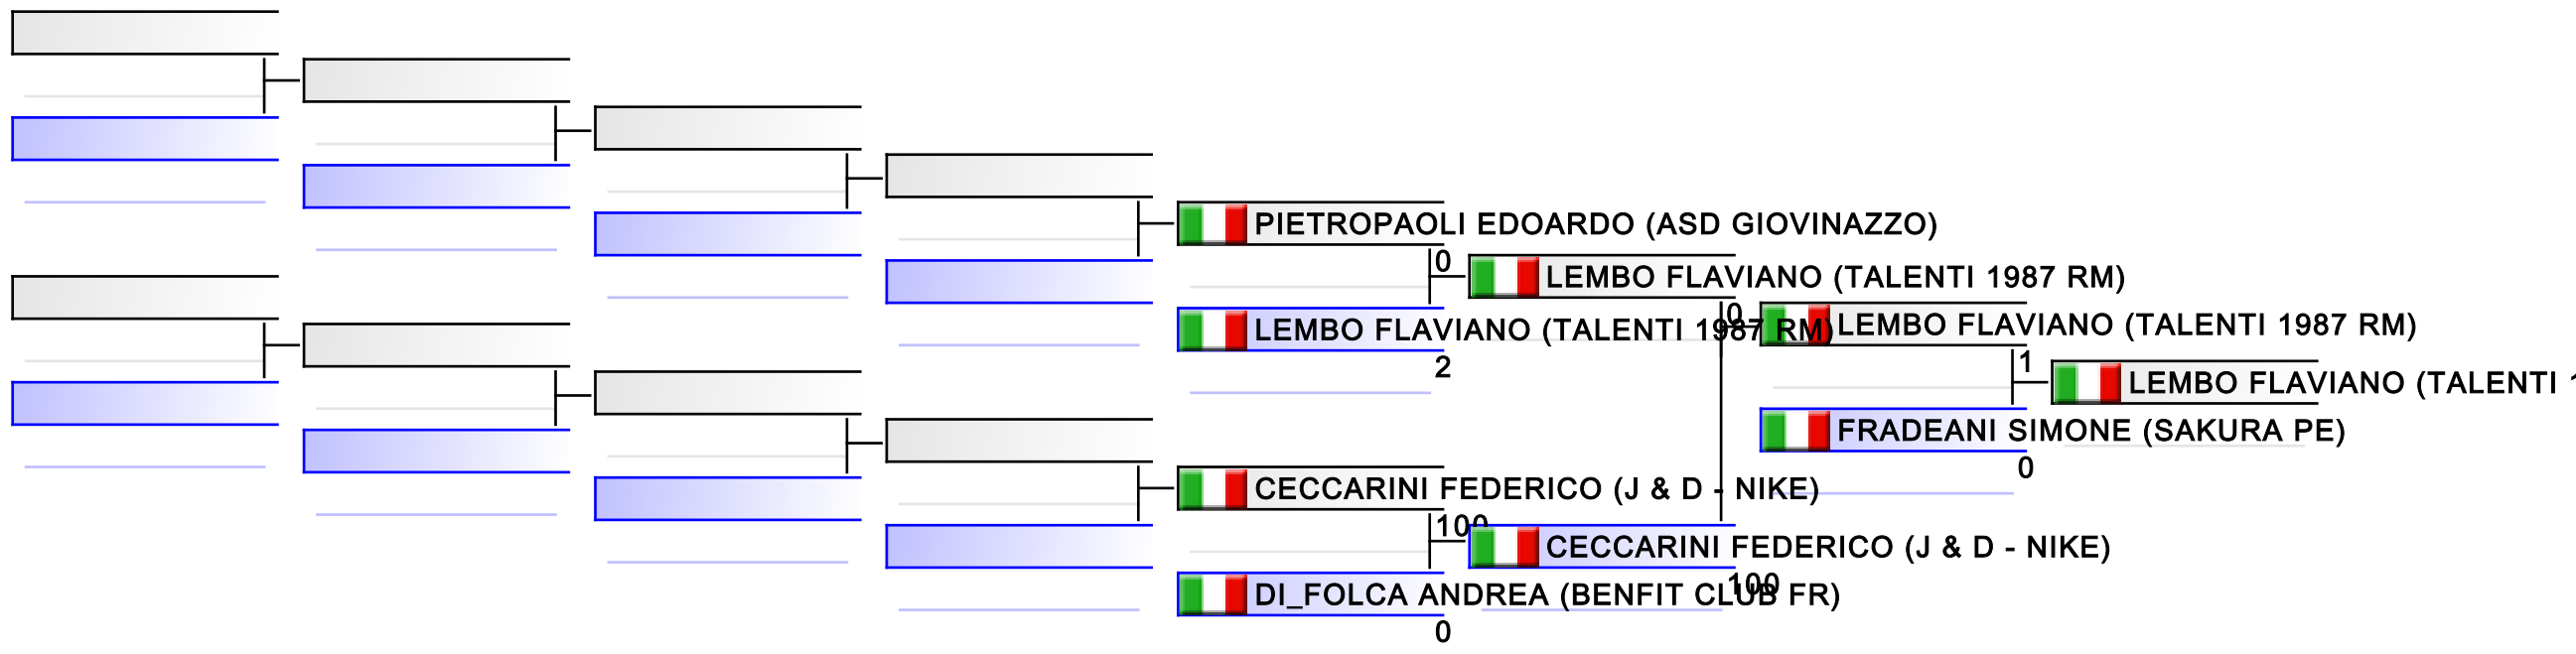 PIETROPAOLI EDOARDO (ASD GIOVINAZZO)
0
LEMBO FLAVIANO (TALENTI 1987 RM)
0
LEMBO FLAVIANO (TALENTI 1987 RM)
LEMBO FLAVIANO (TALENTI 1987 RM)
2
1
LEMBO FLAVIANO (TALENTI
FRADEANI SIMONE (SAKURA PE)
0
CECCARINI FEDERICO (J & D - NIKE)
100
CECCARINI FEDERICO (J & D - NIKE)
100
DI_FOLCA ANDREA (BENFIT CLUB FR)
0